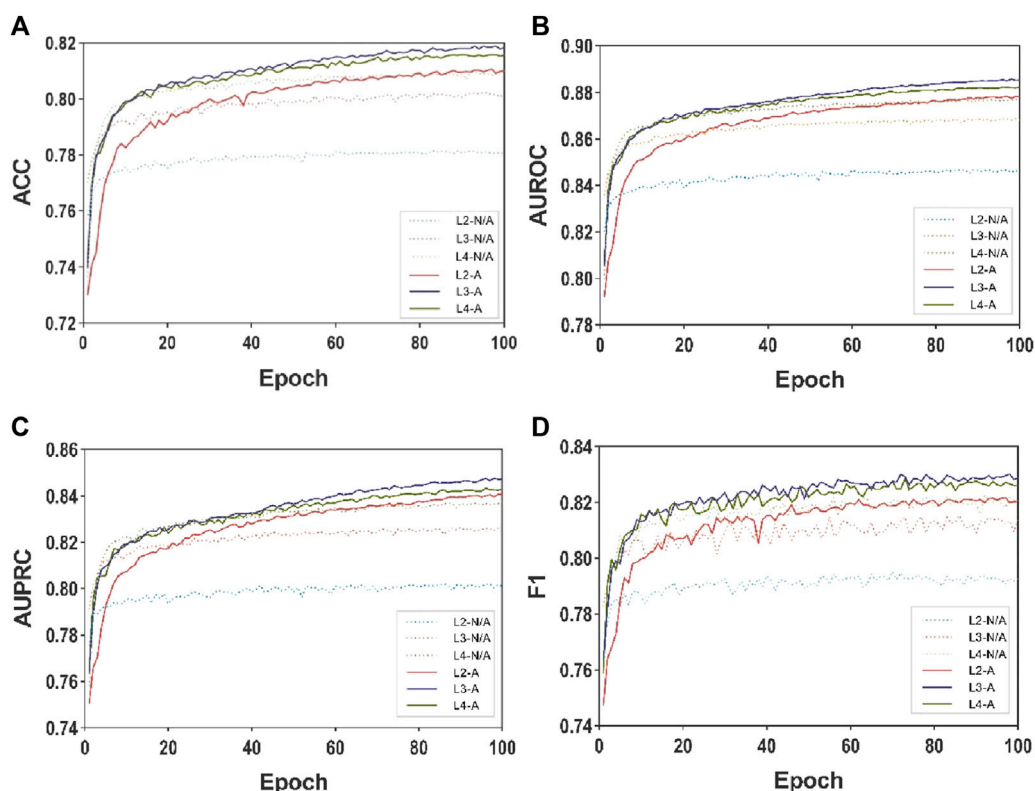 A
ACC
0.82
0.80
0.78
0.76
0.74
0.72
0
20
40
60
80
100
Epoch
L2-N/A
L3-N/A
L4-N/A
L2-A
L3-A
L4-A
B
AUROC
0.90
0.88
0.86
0.84
0.82
0.80
0.78
0
20
40
60
80
100
Epoch
L2-N/A
L3-N/A
L4-N/A
L2-A
L3-A
L4-A
C
AUPRC
0.86
0.84
0.82
0.80
0.78
0.76
0.74
0
20
40
60
80
100
Epoch
L2-N/A
L3-N/A
L4-N/A
L2-A
L3-A
L4-A
D
F1
0.84
0.82
0.80
0.78
0.76
0.74
0
20
40
60
80
100
Epoch
L2-N/A
L3-N/A
L4-N/A
L2-A
L3-A
L4-A